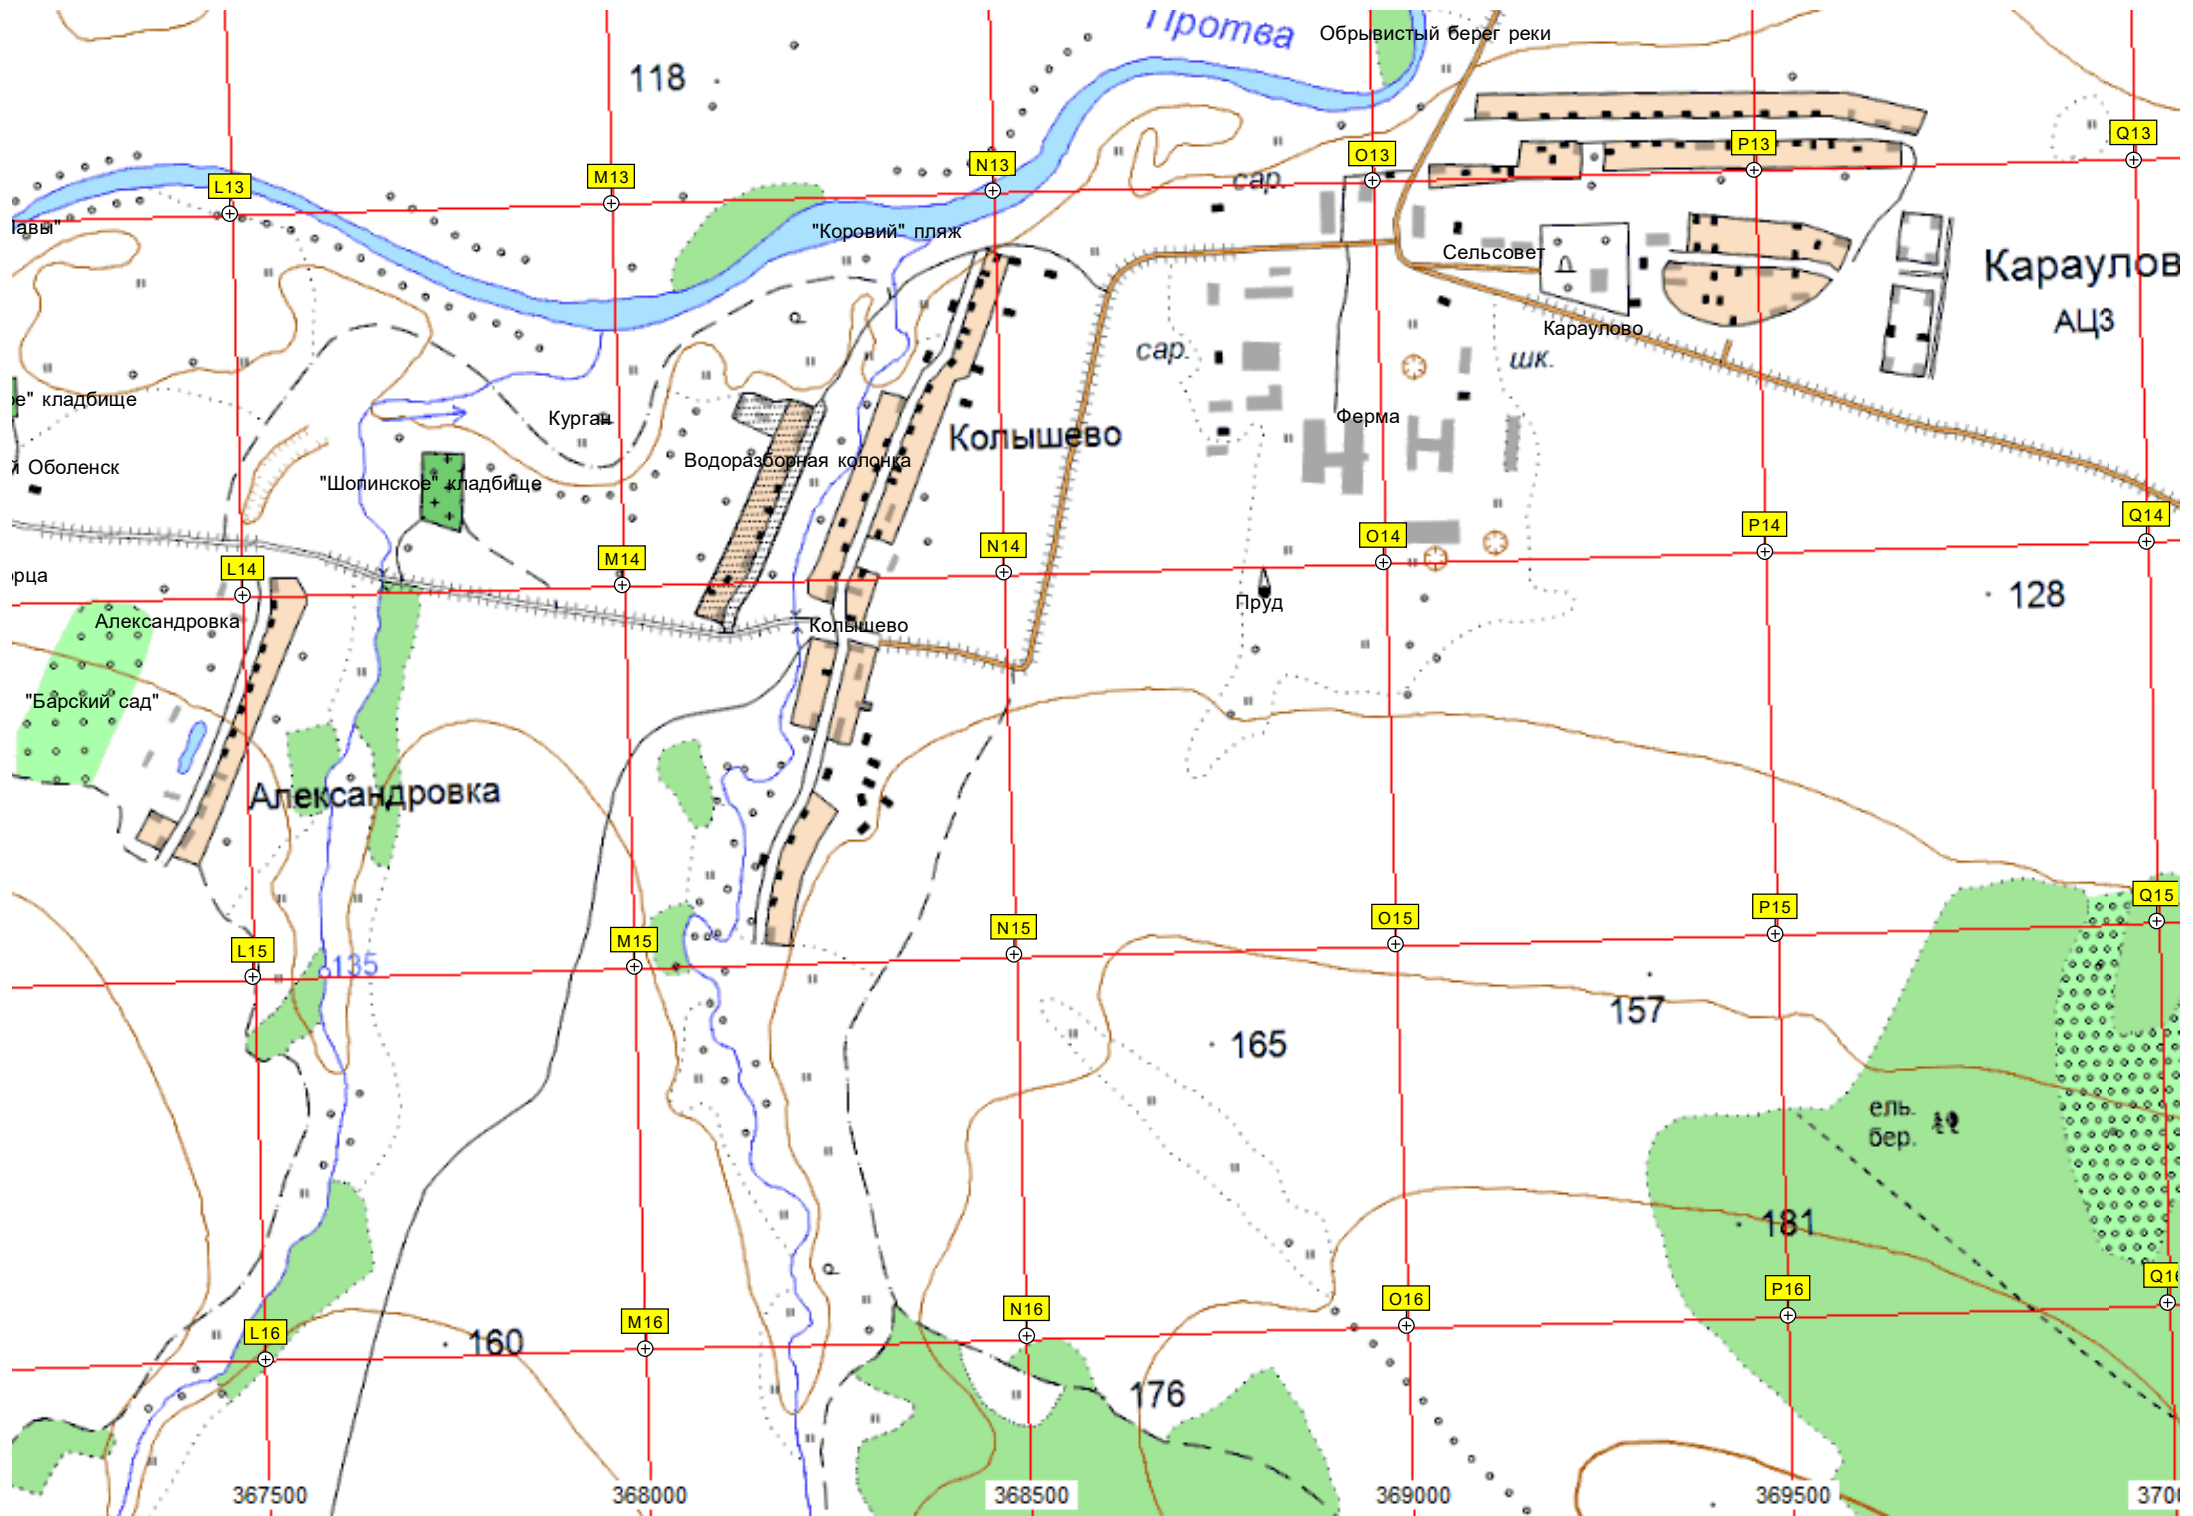 Протва
Обрывистый берег реки
118
P13
Q13
O13
N13
M13
L13
сар.
"Коровий" пляж
Сельсовет
Караулов
АЦЗ
Караулово
сар.
шк.
кладбище
Курган
Ферма
Колышево
Водоразборная колонка
Оболенск
"Шопинское" кладбище
Q14
P14
O14
N14
M14
L14
128
Пруд
Александровка
Колышево
"Барский сад"
Александровка
Q15
P15
O15
N15
M15
L15
135
157
165
ель.
бер.
181
Q16
P16
O16
N16
M16
L16
160
176
367500
368000
368500
369000
369500